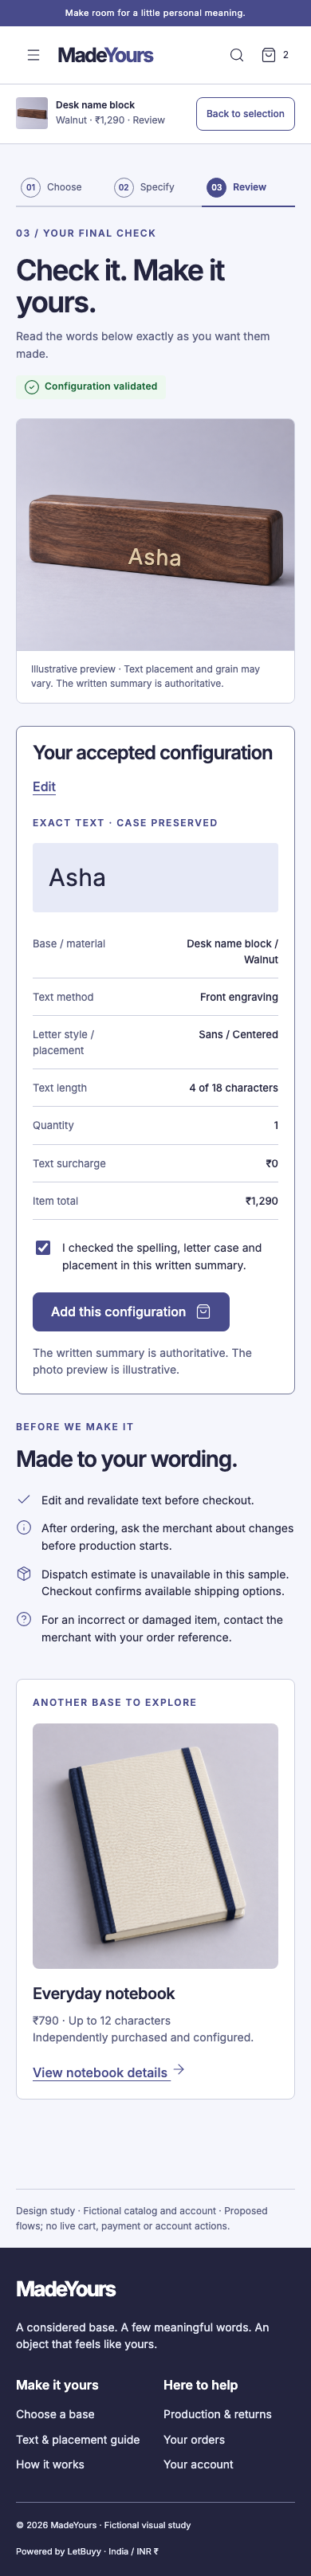 Make room for a little personal meaning.
MadeYours
2
Desk name block
Walnut · ₹1,290 · Review
Back to selection
01 Choose
02 Specify
03 Review
03 / YOUR FINAL CHECK
Check it. Make it
yours.
Read the words below exactly as you want them
made.
Configuration validated
Asha
Illustrative preview · Text placement and grain may
vary. The written summary is authoritative.
Your accepted configuration
Edit
EXACT TEXT · CASE PRESERVED
Asha
Base / material Desk name block /
Walnut
Text method Front engraving
Letter style / Sans / Centered
placement
Text length 4 of 18 characters
Quantity 1
Text surcharge ₹0
Item total ₹1,290
I checked the spelling, letter case and
placement in this written summary.
Add this configuration
The written summary is authoritative. The
photo preview is illustrative.
BEFORE WE MAKE IT
Made to your wording.
Edit and revalidate text before checkout.
After ordering, ask the merchant about changes
before production starts.
Dispatch estimate is unavailable in this sample.
Checkout confirms available shipping options.
For an incorrect or damaged item, contact the
merchant with your order reference.
ANOTHER BASE TO EXPLORE
Everyday notebook
₹790 · Up to 12 characters
Independently purchased and configured.
View notebook details
Design study · Fictional catalog and account · Proposed
flows; no live cart, payment or account actions.
MadeYours
A considered base. A few meaningful words. An
object that feels like yours.
Make it yours Here to help
Choose a base Production & returns
Text & placement guide Your orders
How it works Your account
© 2026 MadeYours · Fictional visual study
Powered by LetBuyy · India / INR ₹